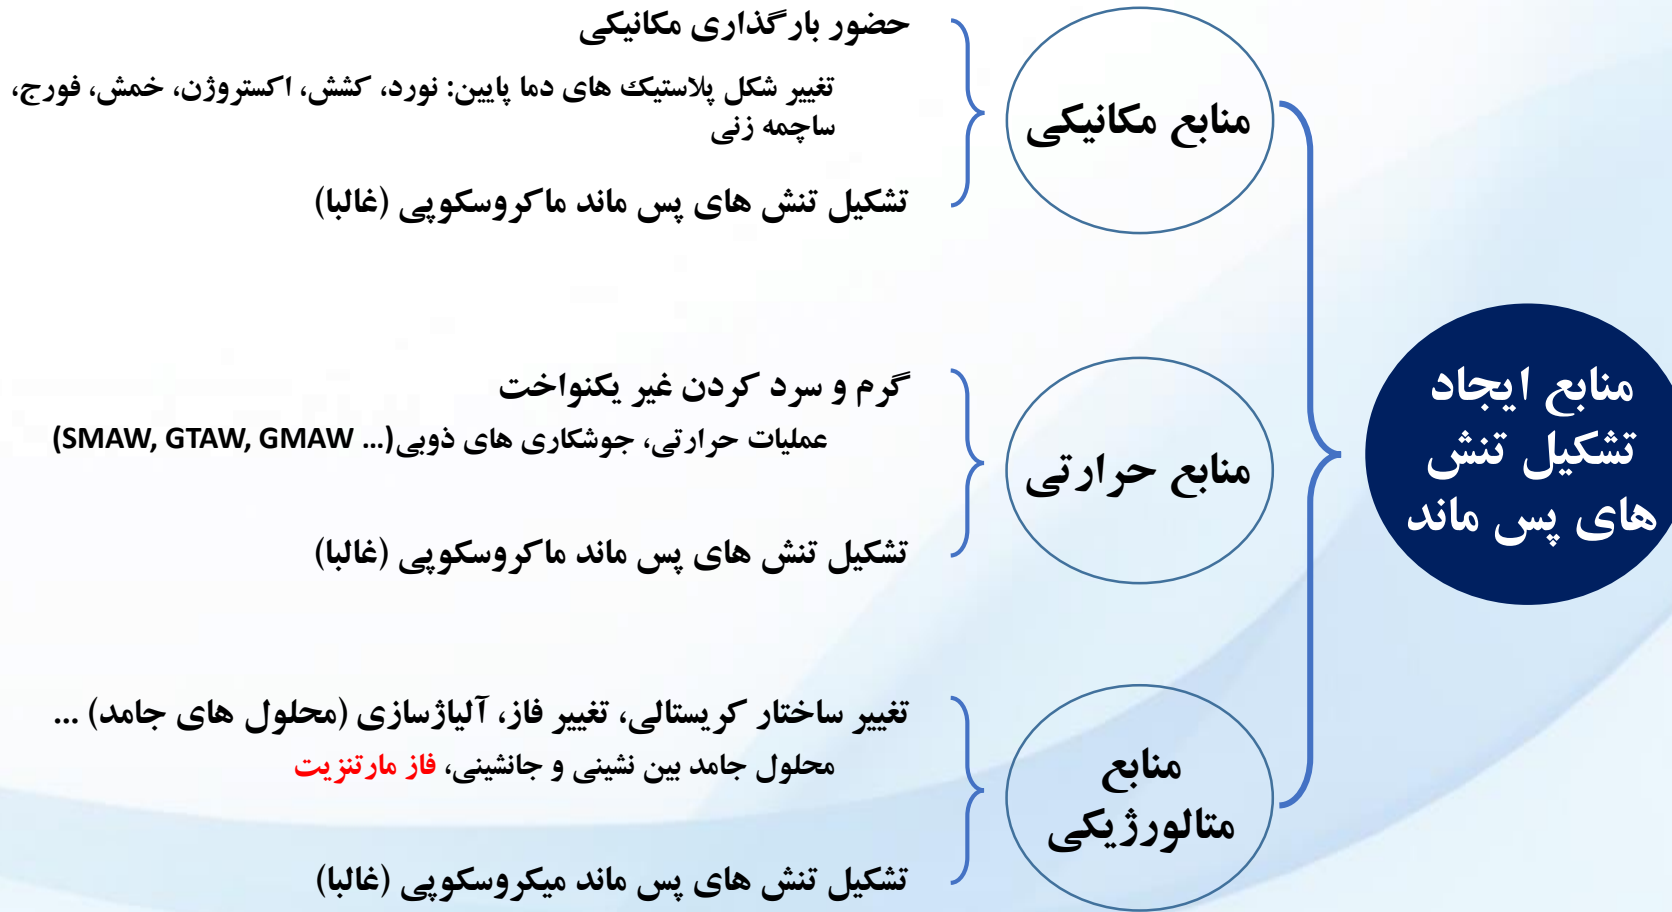 منابع ایجاد
تشکیل تنش
های پس ماند
منابع مکانیکی
حضور بارگذاری مکانیکی
تغییر شکل پلاستیک های دما پایین: نورد، کشش، اکستروژن، خمش، فورج،
ساچمه زنی
تشکیل تنش های پس ماند ماکروسکوپی (غالبا)
منابع حرارتی
گرم و سرد کردن غیر یکنواخت
عملیات حرارتی، جوشکاری های ذوبی(SMAW, GTAW, GMAW ...)
تشکیل تنش های پس ماند ماکروسکوپی (غالبا)
منابع
متالورژیکی
تغییر ساختار کریستالی، تغییر فاز، آلیاژسازی (محلول های جامد) ...
محلول جامد بین نشینی و جانشینی، فاز مارتنزیت
تشکیل تنش های پس ماند میکروسکوپی (غالبا)